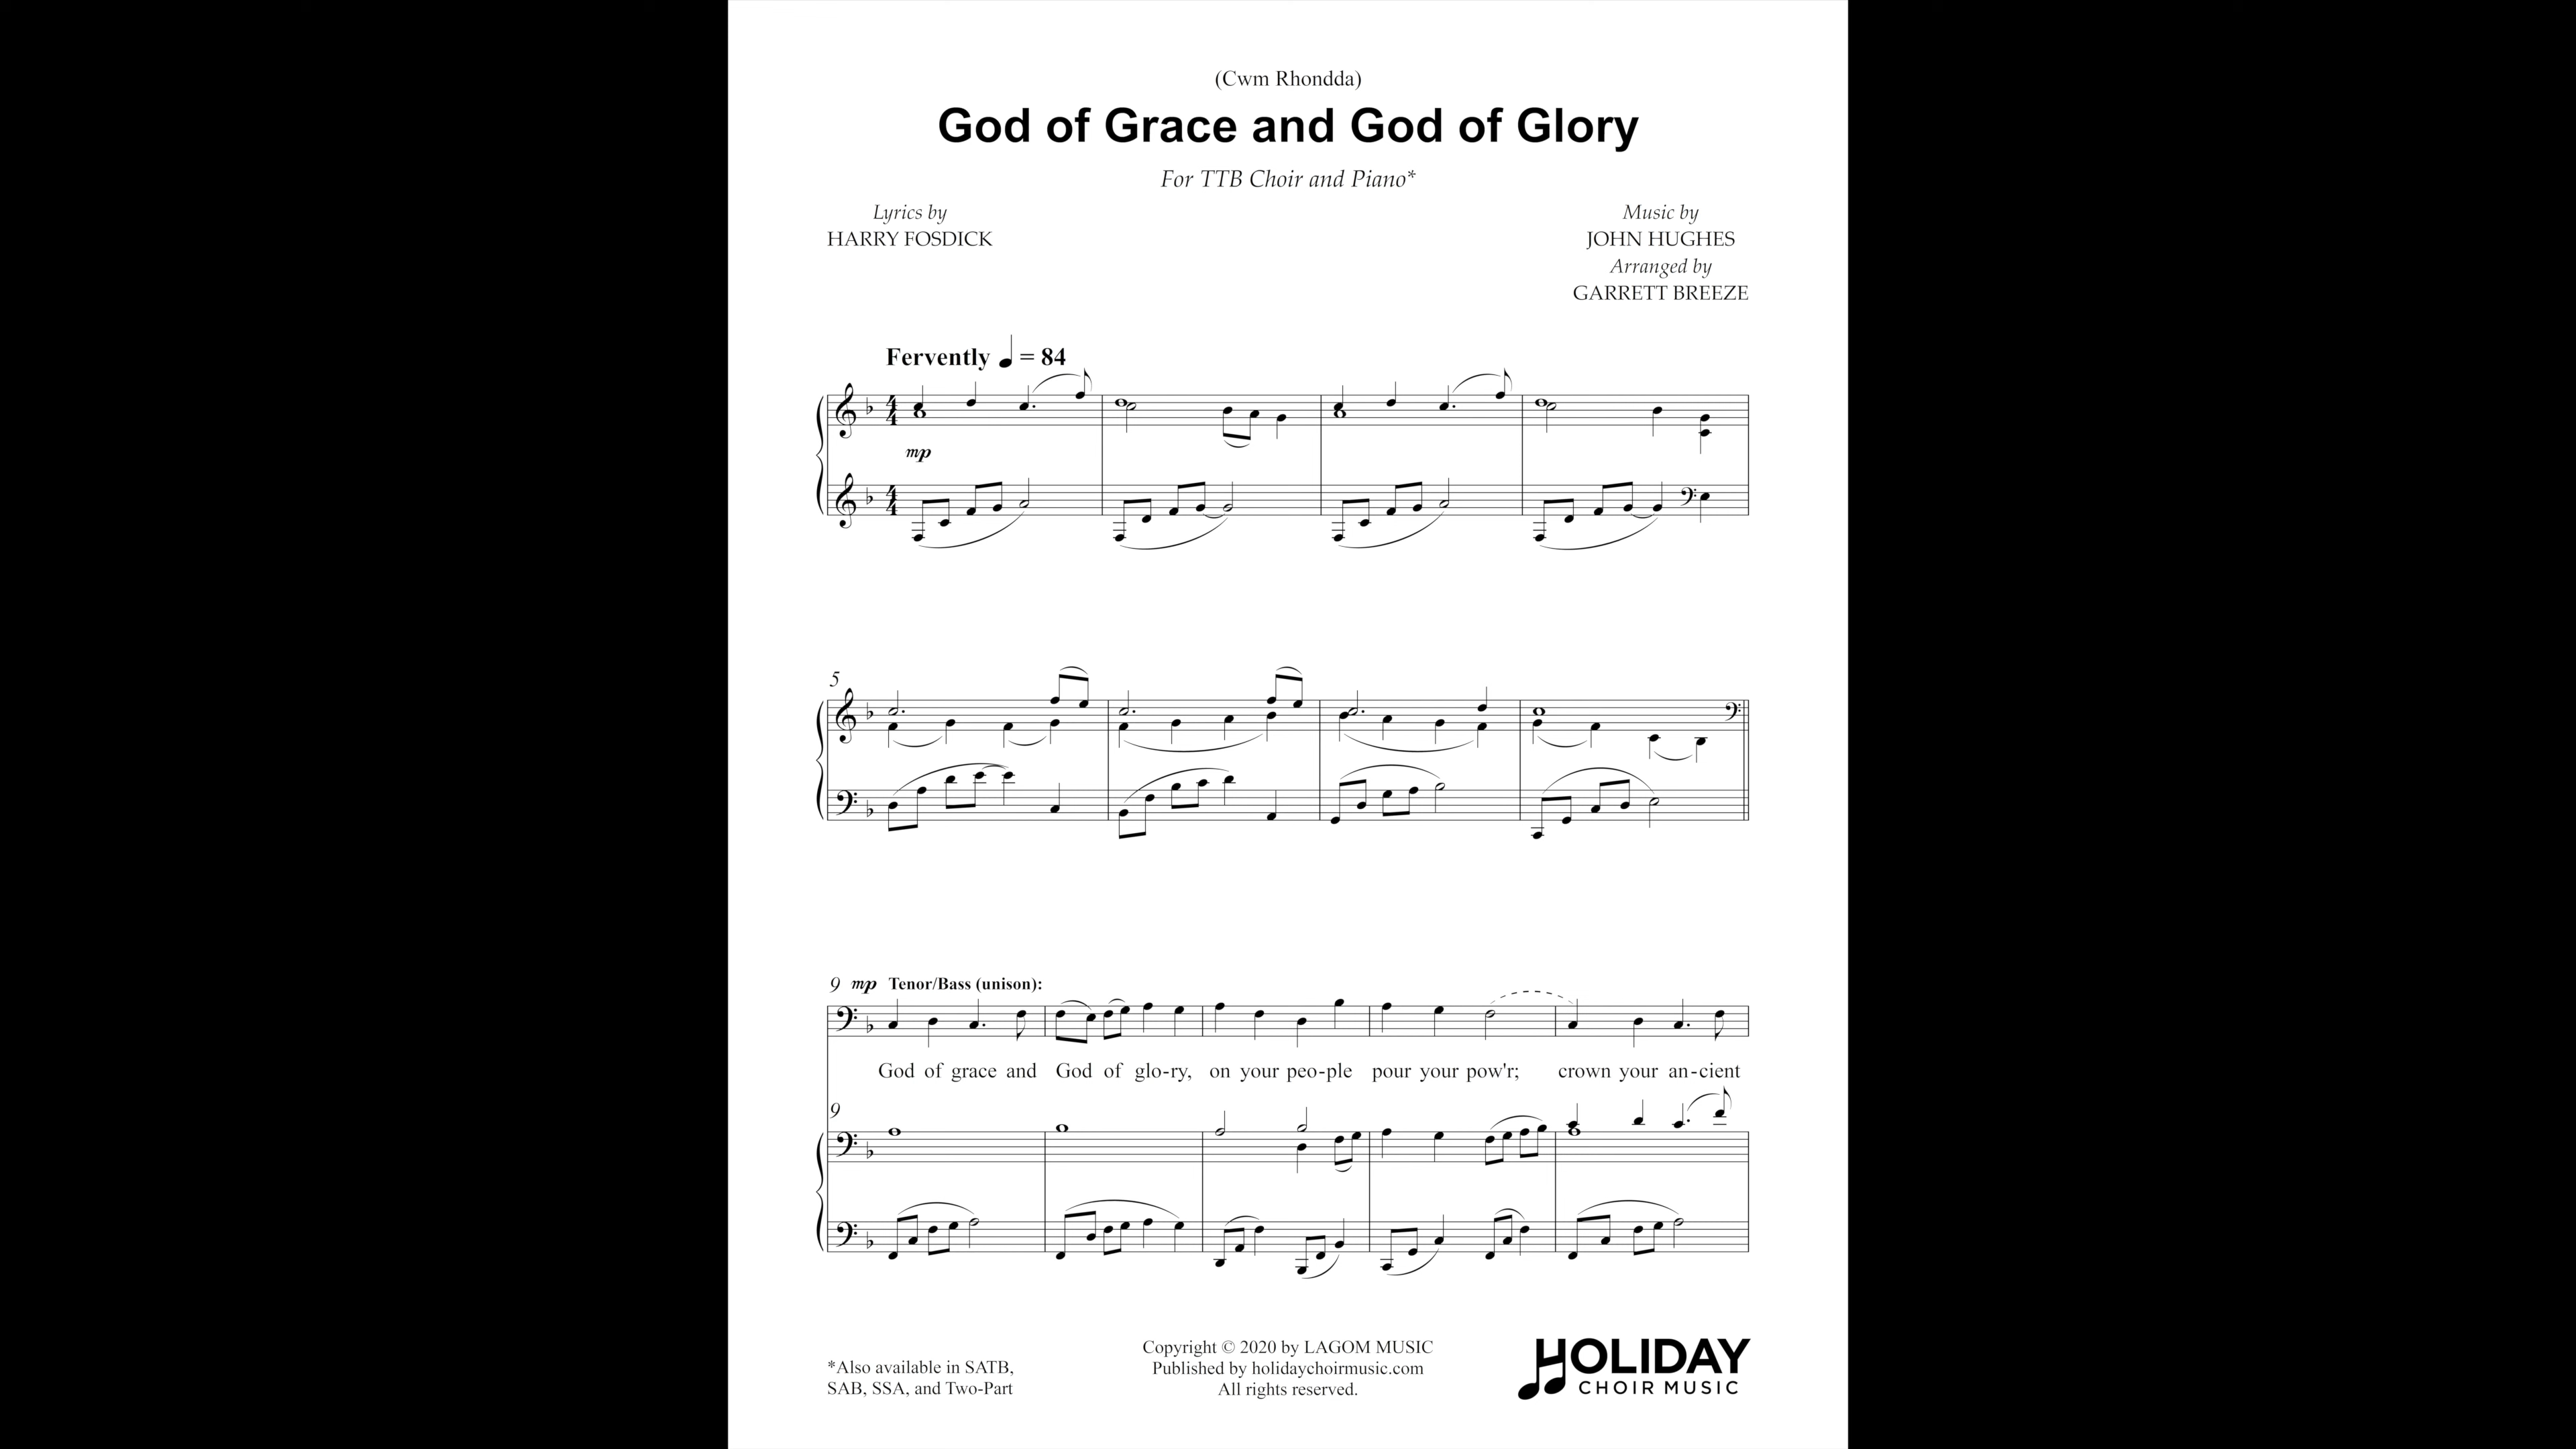 (Cwm Rhondda)
God of Grace and God of Glory
For TTB Choir and Piano*
Lyrics by
HARRY FOSDICK
Music by
JOHN HUGHES
Arranged by
GARRETT BREEZE
Fervently ♩ = 84
mp
5
9 mp Tenor/Bass (unison):
God of grace and God of glo-ry, on your peo-ple pour your pow'r; crown your an-cient
9
*Also available in SATB,
SAB, SSA, and Two-Part
Copyright © 2020 by LAGOM MUSIC
Published by holidaychoirmusic.com
All rights reserved.
HOLIDAY
CHOIR MUSIC